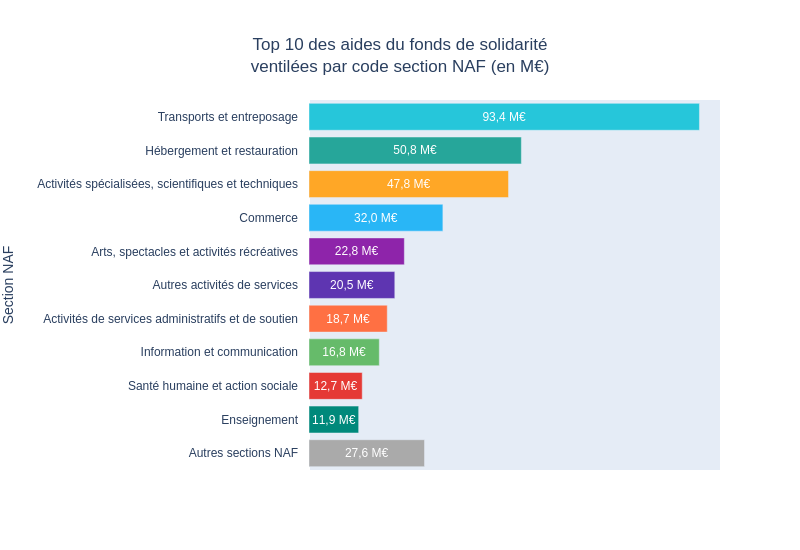 Top 10 des aides du fonds de solidarité
ventilées par code section NAF (en M€)
Section NAF
Transports et entreposage 93,4 M€
Hébergement et restauration 50,8 M€
Activités spécialisées, scientifiques et techniques 47,8 M€
Commerce 32,0 M€
Arts, spectacles et activités récréatives 22,8 M€
Autres activités de services 20,5 M€
Activités de services administratifs et de soutien 18,7 M€
Information et communication 16,8 M€
Santé humaine et action sociale 12,7 M€
Enseignement 11,9 M€
Autres sections NAF 27,6 M€